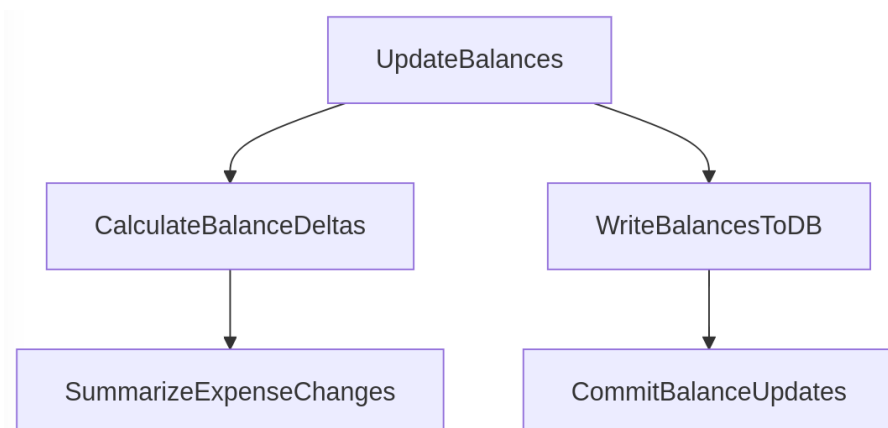 UpdateBalances
CalculateBalanceDeltas
WriteBalancesToDB
SummarizeExpenseChanges
CommitBalanceUpdates